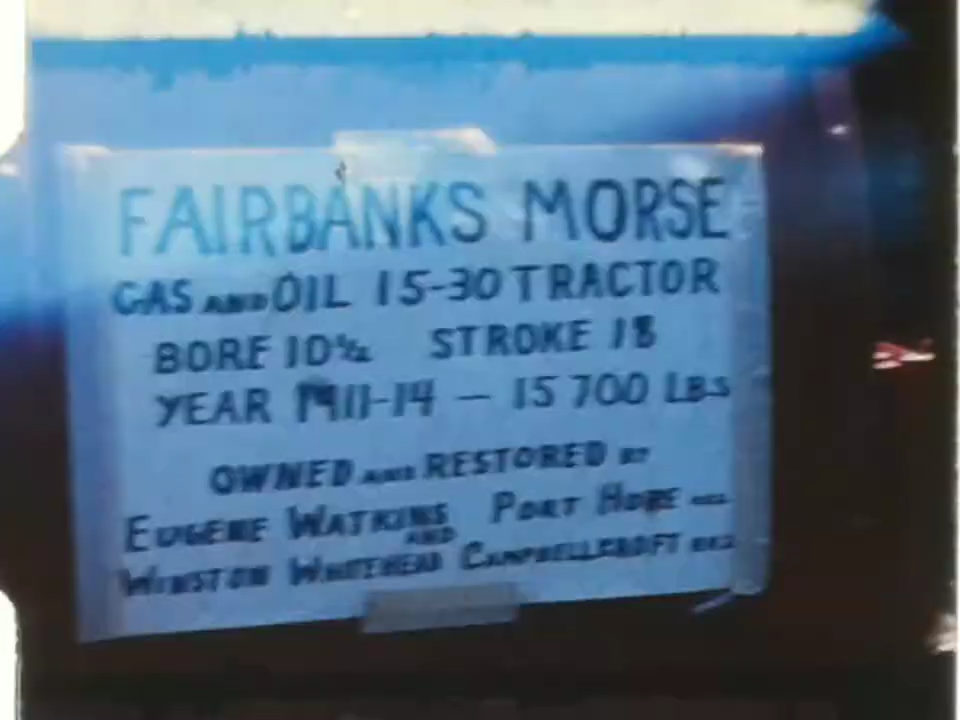 FAIRBANKS MORSE
GAS AND OIL 15-30 TRACTOR
BORE 10½ STROKE 18
YEAR 1911-14 — 15 700 LBS
OWNED AND RESTORED BY
EUGENE WATKINS PORT HOPE
AND
WINSTON WHITEHEAD CAMPBELLCROFT